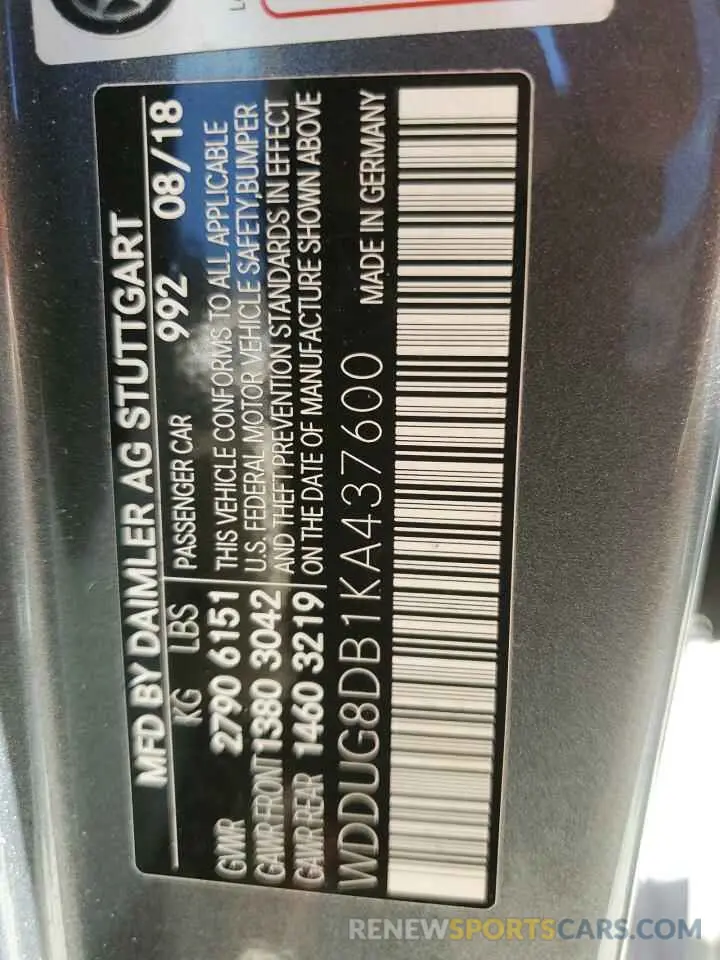 MFD BY DAIMLER AG STUTTGART
KG LBS PASSENGER CAR 992 08/18
GVWR 2790 6151 THIS VEHICLE CONFORMS TO ALL APPLICABLE
GAWR FRONT 1380 3042 U.S. FEDERAL MOTOR VEHICLE SAFETY,BUMPER
AND THEFT PREVENTION STANDARDS IN EFFECT
GAWR REAR 1460 3219 ON THE DATE OF MANUFACTURE SHOWN ABOVE
WDDUG8DB1KA437600 MADE IN GERMANY
RENEWSPORTSCARS.COM